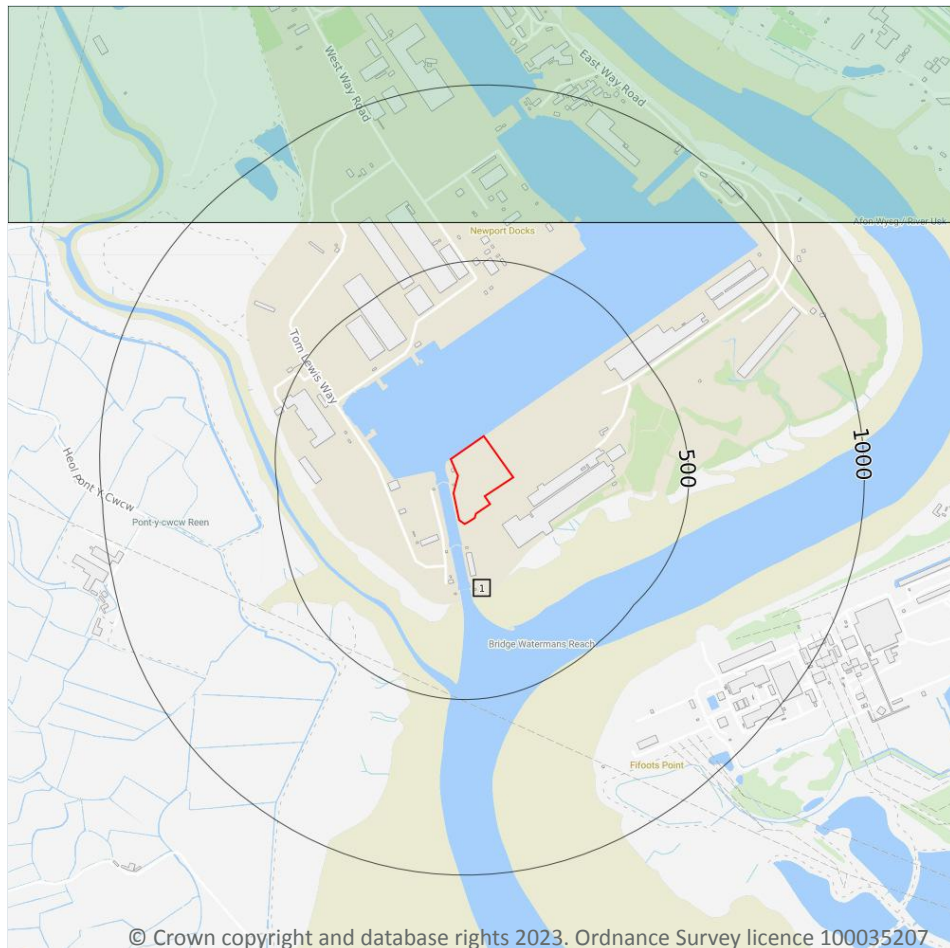 West Way Road
East Way Road
Afon Wysg / River Usk
Newport Docks
Tom Lewis Way
1000
500
Heol Pont Y Cwcw
Pont-y-cwcw Reen
1
Bridge Watermans Reach
Fifoots Point
© Crown copyright and database rights 2023. Ordnance Survey licence 100035207